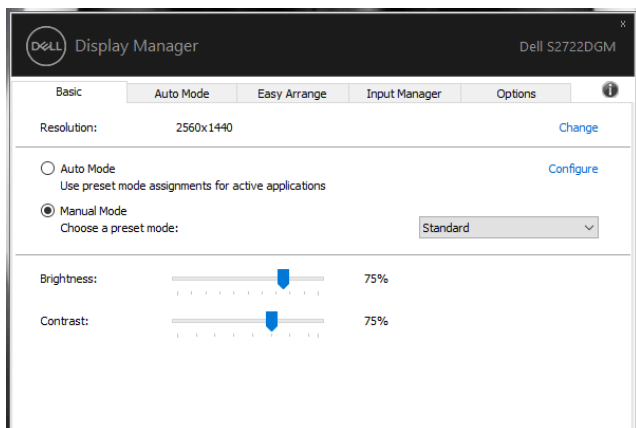 x
DELL Display Manager Dell S2722DGM
Basic Auto Mode Easy Arrange Input Manager Options i
Resolution: 2560x1440 Change
Auto Mode Configure
Use preset mode assignments for active applications
Manual Mode
Choose a preset mode: Standard
Brightness: 75%
Contrast: 75%